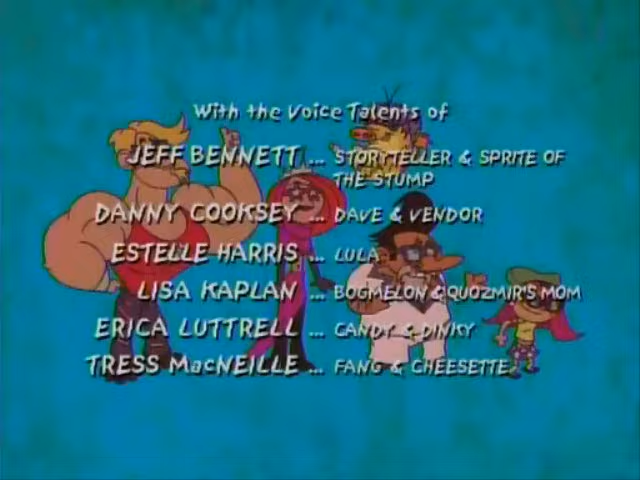 With the Voice Talents of
JEFF BENNETT ... STORYTELLER & SPRITE OF
THE STUMP
DANNY COOKSEY ... DAVE & VENDOR
ESTELLE HARRIS ... LULA
LISA KAPLAN ... BOGMELON & QUOZMIR'S MOM
ERICA LUTTRELL ... CANDY & DINKY
TRESS MacNEILLE ... FANG & CHEESETTE